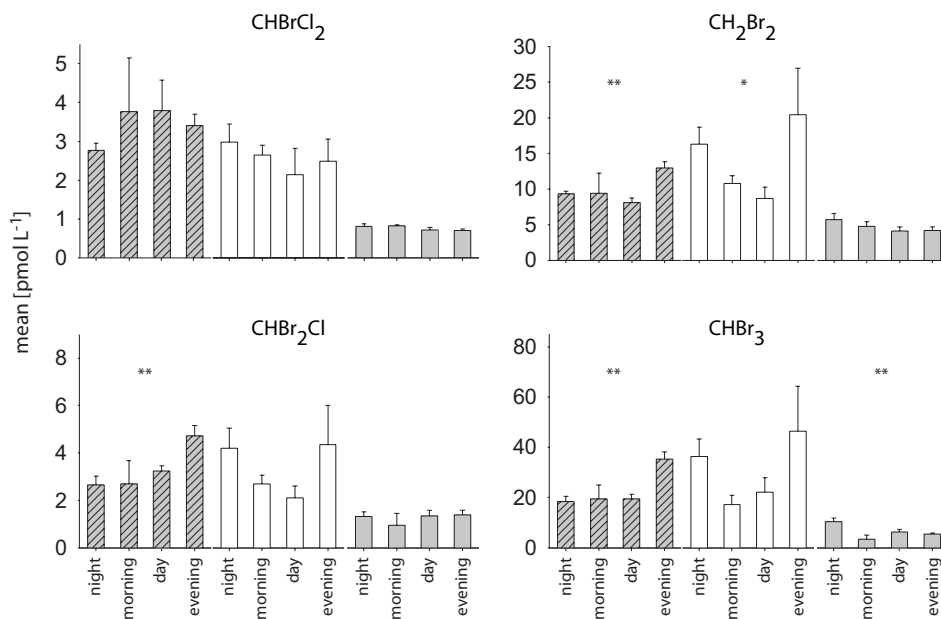 CHBrCl2
CH2Br2
mean [pmol L-1]
5
4
3
2
1
0
30
25
20
15
10
5
0
**
*
CHBr2Cl
CHBr3
8
6
4
2
0
**
80
60
40
20
0
**
**
night
morning
day
evening
night
morning
day
evening
night
morning
day
evening
night
morning
day
evening
night
morning
day
evening
night
morning
day
evening